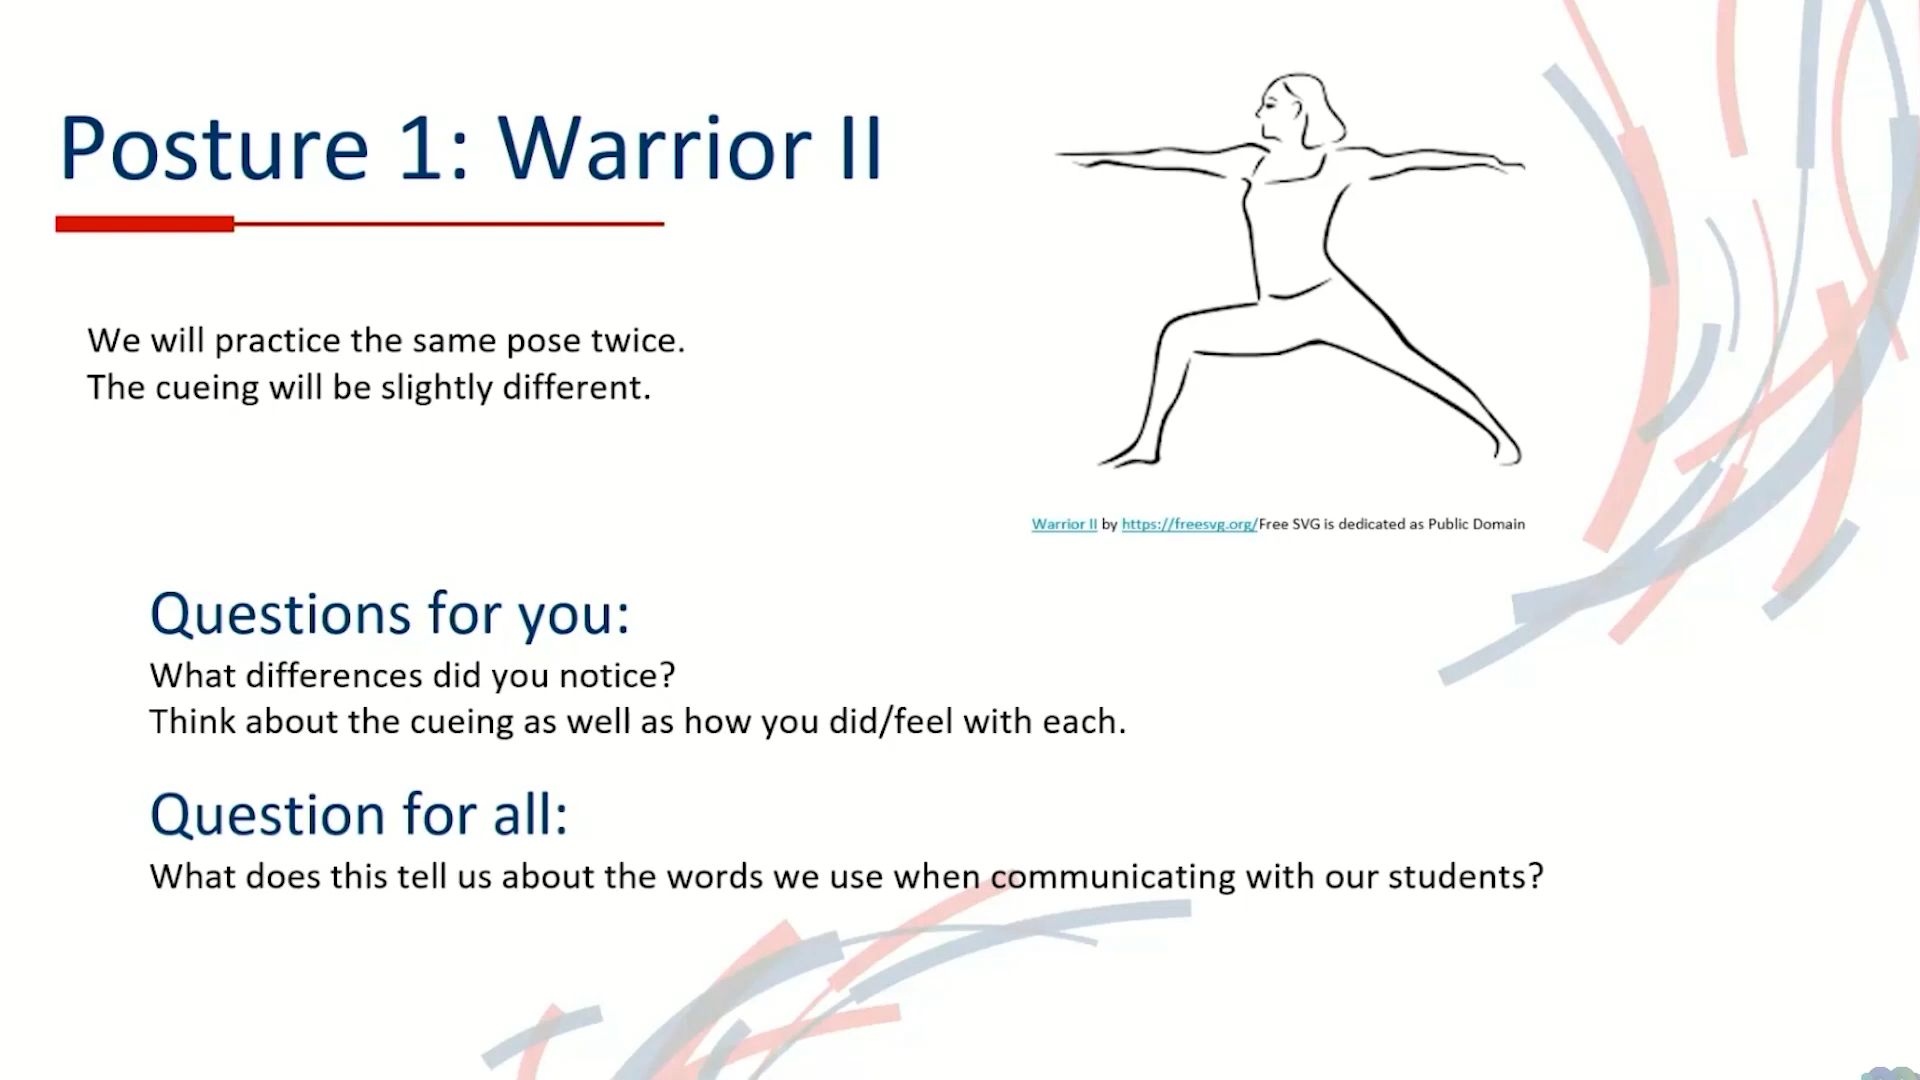 Posture 1: Warrior II
We will practice the same pose twice.
The cueing will be slightly different.
Warrior II by https://freesvg.org/Free SVG is dedicated as Public Domain
Questions for you:
What differences did you notice?
Think about the cueing as well as how you did/feel with each.
Question for all:
What does this tell us about the words we use when communicating with our students?